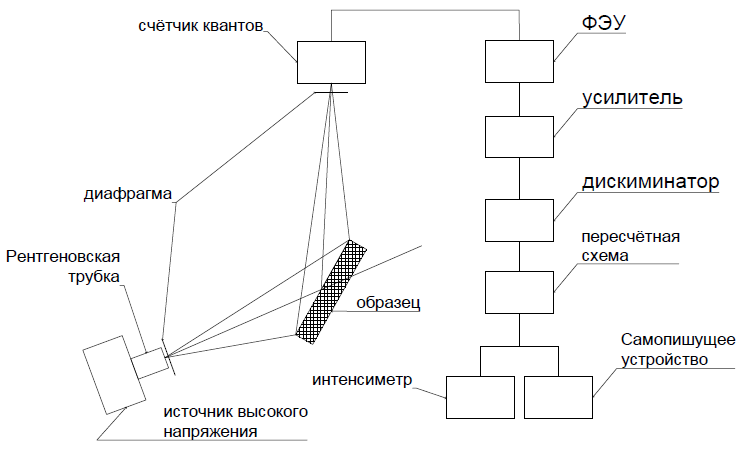 счётчик квантов
ФЭУ
усилитель
диафрагма
дискиминатор
Рентгеновская
трубка
пересчётная
схема
образец
Самопишущее
устройство
интенсиметр
источник высокого
напряжения